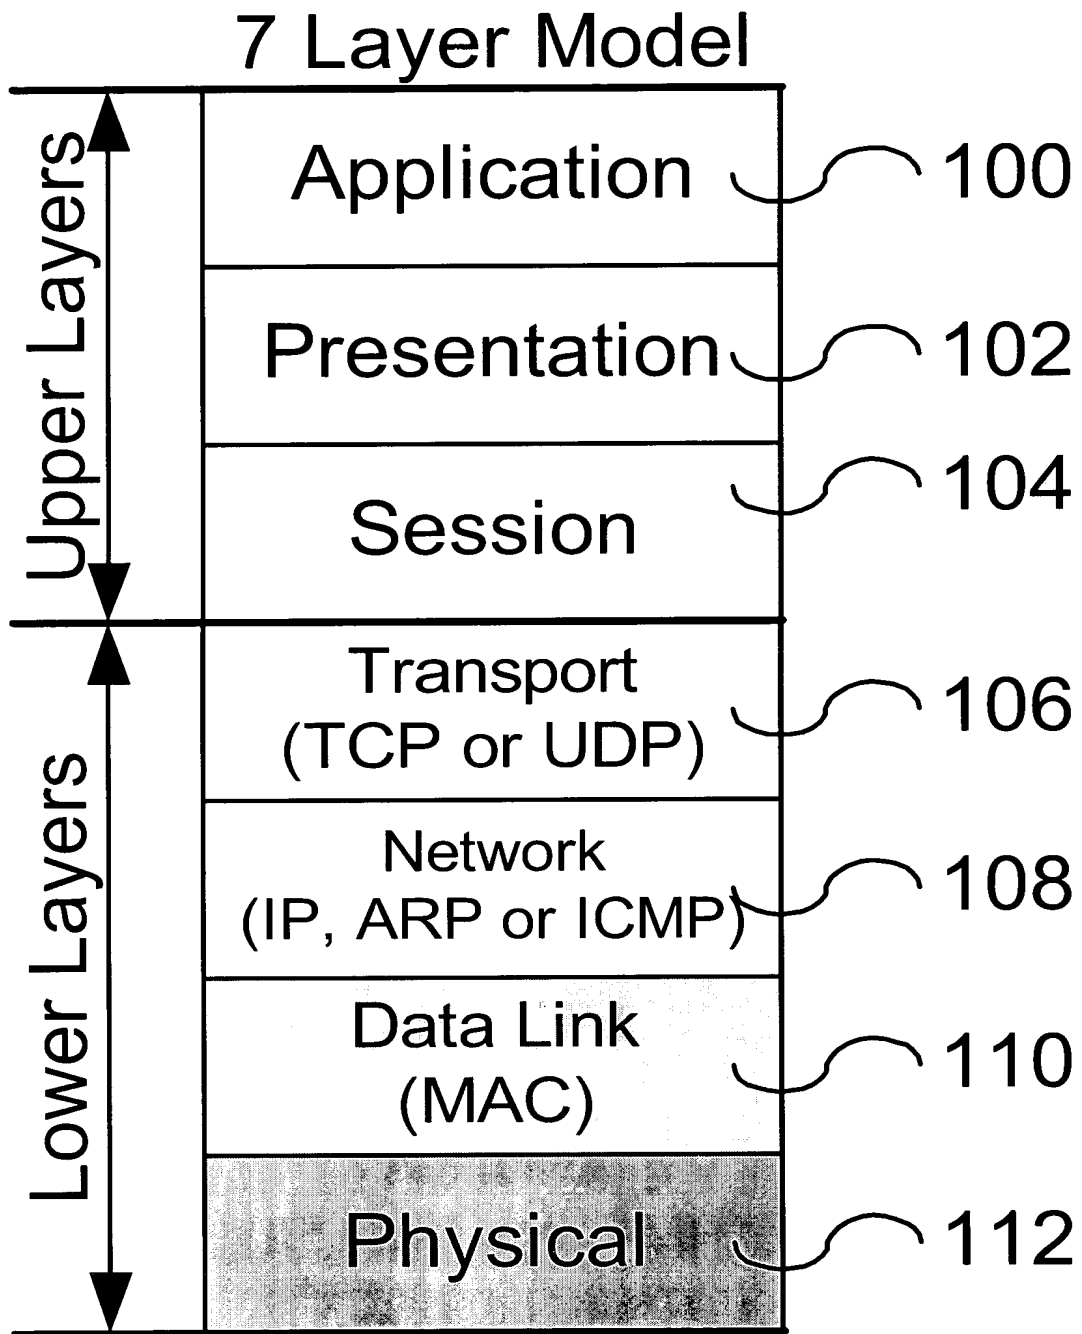 7 Layer Model
Upper Layers
Application
100
Presentation
102
Session
104
Lower Layers
Transport
(TCP or UDP)
106
Network
(IP, ARP or ICMP)
108
Data Link
(MAC)
110
Physical
112